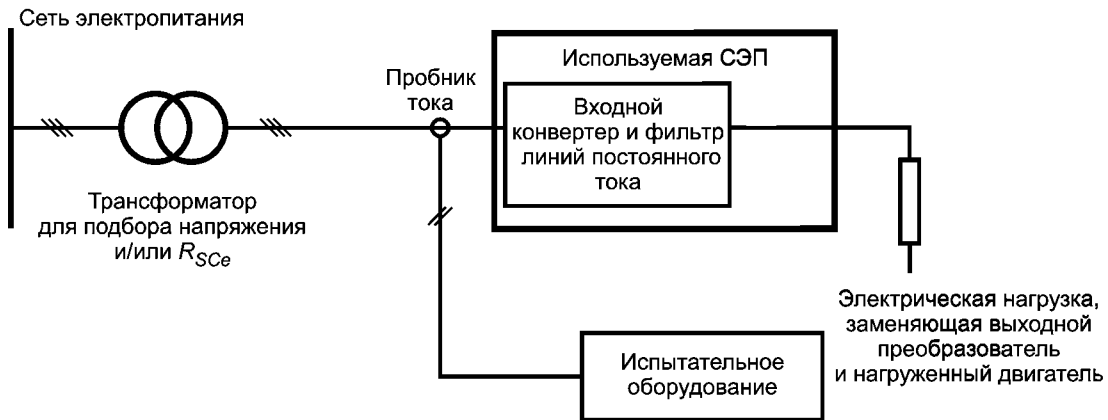 Сеть электропитания
Используемая СЭП
Пробник
тока
Входной
конвертер и фильтр
линий постоянного
тока
Трансформатор
для подбора напряжения
и/или R_SCe
Электрическая нагрузка,
заменяющая выходной
преобразователь
и нагруженный двигатель
Испытательное
оборудование